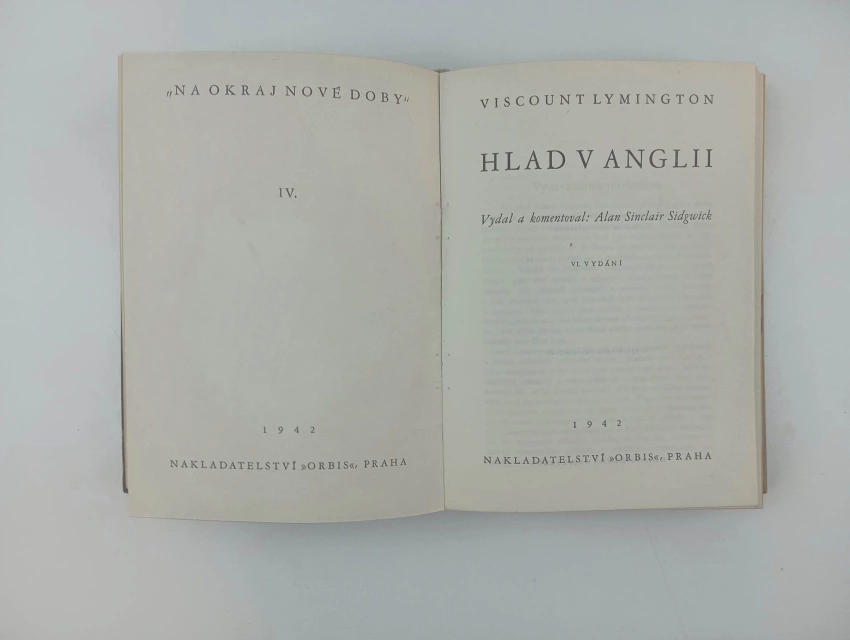 „NA OKRAJ NOVÉ DOBY“
IV.
1942
NAKLADATELSTVÍ »ORBIS«, PRAHA
VISCOUNT LYMINGTON
HLAD V ANGLII
Vydal a komentoval: Alan Sinclair Sidgwick
VI. VYDÁNÍ
1942
NAKLADATELSTVÍ »ORBIS«, PRAHA